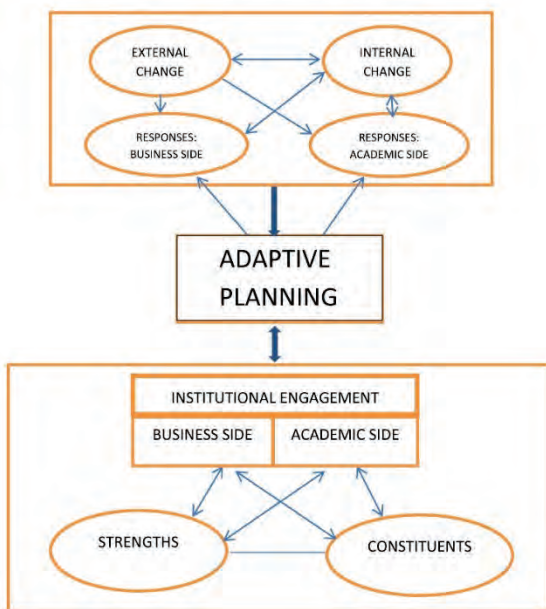 EXTERNAL
CHANGE
INTERNAL
CHANGE
RESPONSES:
BUSINESS SIDE
RESPONSES:
ACADEMIC SIDE
ADAPTIVE
PLANNING
INSTITUTIONAL ENGAGEMENT
BUSINESS SIDE
ACADEMIC SIDE
STRENGTHS
CONSTITUENTS